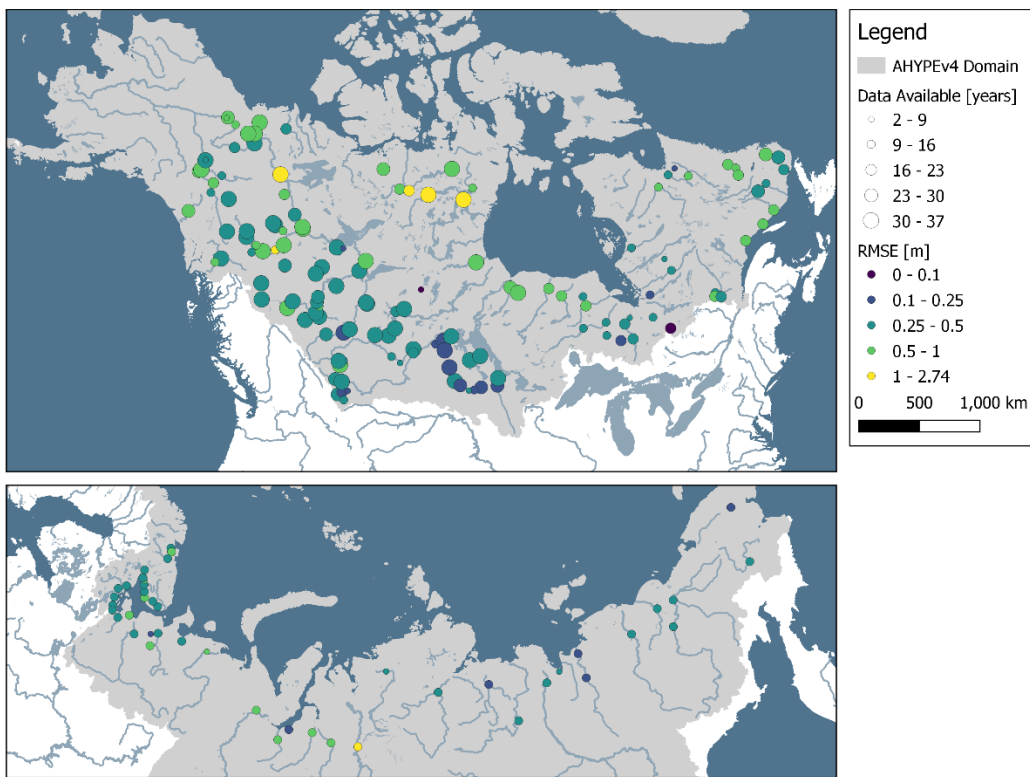 Legend
AHYPEv4 Domain
Data Available [years]
2 - 9
9 - 16
16 - 23
23 - 30
30 - 37
RMSE [m]
0 - 0.1
0.1 - 0.25
0.25 - 0.5
0.5 - 1
1 - 2.74
0 500 1,000 km